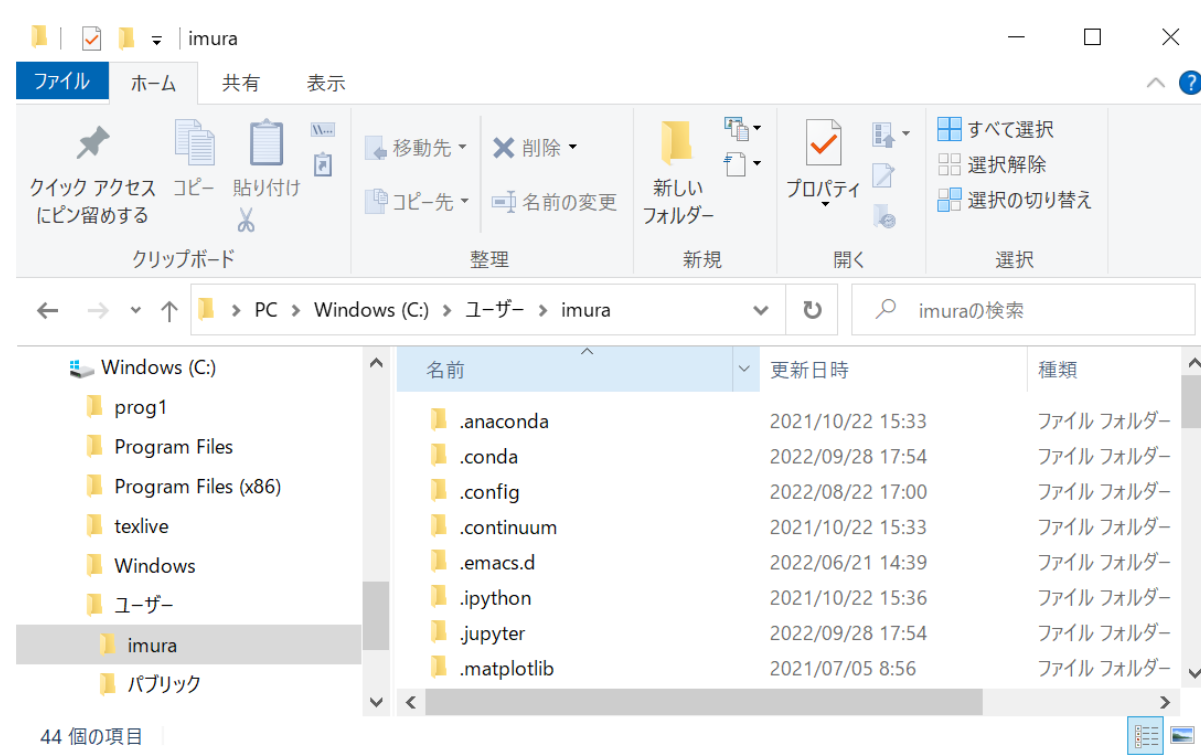 imura
ファイル ホーム 共有 表示
クイック アクセス
にピン留めする
コピー
貼り付け
移動先
コピー先
削除
名前の変更
新しい
フォルダー
プロパティ
すべて選択
選択解除
選択の切り替え
クリップボード 整理 新規 開く 選択
PC > Windows (C:) > ユーザー > imura
imuraの検索
Windows (C:)
prog1
Program Files
Program Files (x86)
texlive
Windows
ユーザー
imura
パブリック
名前 更新日時 種類
.anaconda 2021/10/22 15:33 ファイル フォルダー
.conda 2022/09/28 17:54 ファイル フォルダー
.config 2022/08/22 17:00 ファイル フォルダー
.continuum 2021/10/22 15:33 ファイル フォルダー
.emacs.d 2022/06/21 14:39 ファイル フォルダー
.ipython 2021/10/22 15:36 ファイル フォルダー
.jupyter 2022/09/28 17:54 ファイル フォルダー
.matplotlib 2021/07/05 8:56 ファイル フォルダー
44 個の項目